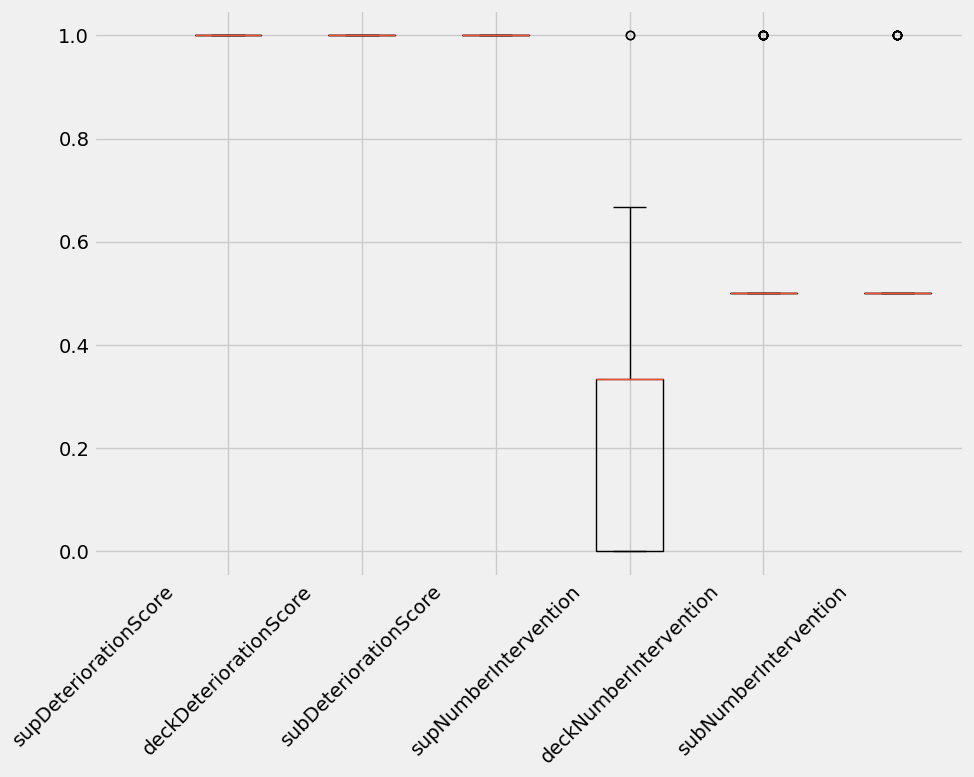 1.0
0.8
0.6
0.4
0.2
0.0
supDeteriorationScore
deckDeteriorationScore
subDeteriorationScore
supNumberIntervention
deckNumberIntervention
subNumberIntervention